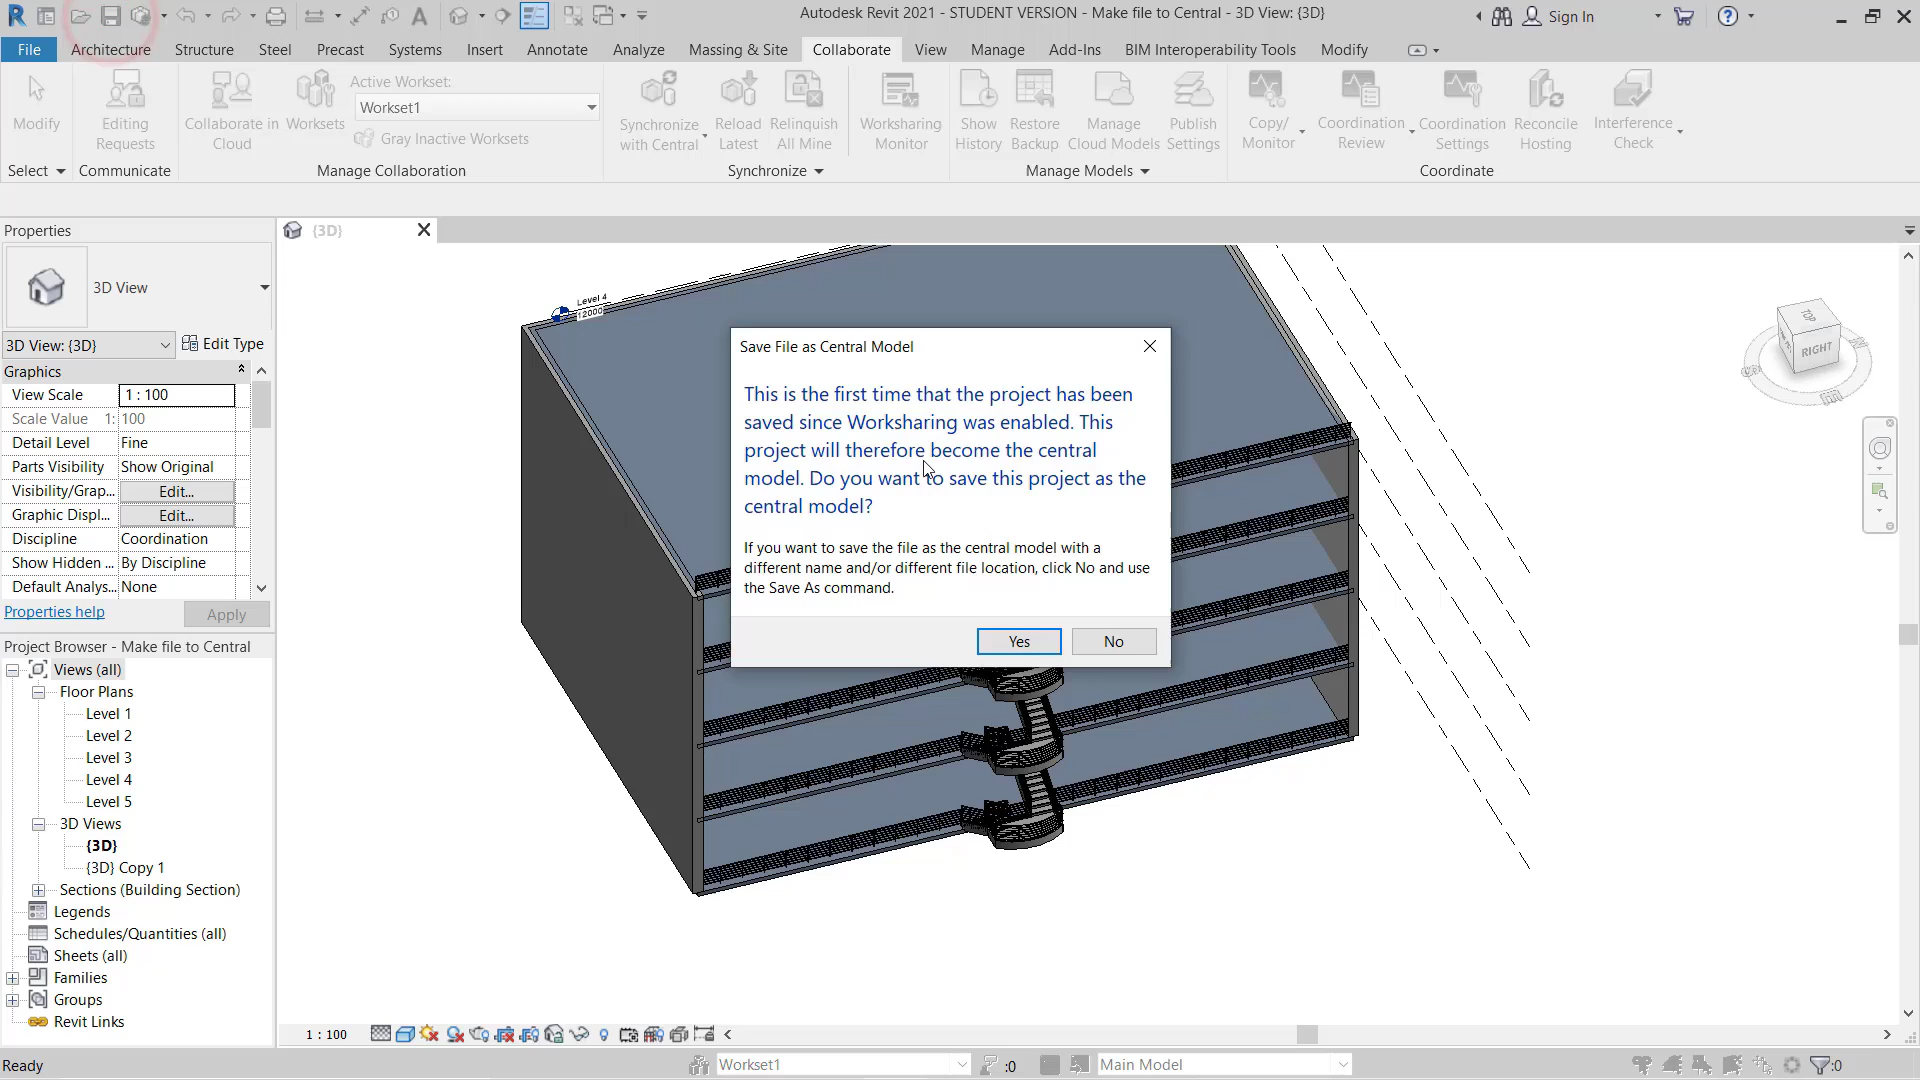 Autodesk Revit 2021 - STUDENT VERSION - Make file to Central - 3D View: {3D}
Sign In
File Architecture Structure Steel Precast Systems Insert Annotate Analyze Massing & Site Collaborate View Manage Add-Ins BIM Interoperability Tools Modify
Modify
Editing
Requests
Collaborate in
Cloud
Worksets
Active Workset:
Workset1
Gray Inactive Worksets
Synchronize
with Central
Reload
Latest
Relinquish
All Mine
Worksharing
Monitor
Show
History
Restore
Backup
Manage
Cloud Models
Publish
Settings
Copy/
Monitor
Coordination
Review
Coordination
Settings
Reconcile
Hosting
Interference
Check
Select Communicate Manage Collaboration Synchronize Manage Models Coordinate
Properties
{3D}
3D View
3D View: {3D} Edit Type
Graphics
View Scale 1 : 100
Scale Value 1: 100
Detail Level Fine
Parts Visibility Show Original
Visibility/Grap... Edit...
Graphic Displ... Edit...
Discipline Coordination
Show Hidden ... By Discipline
Default Analys... None
Properties help Apply
Project Browser - Make file to Central
Views (all)
Floor Plans
Level 1
Level 2
Level 3
Level 4
Level 5
3D Views
{3D}
{3D} Copy 1
Sections (Building Section)
Legends
Schedules/Quantities (all)
Sheets (all)
Families
Groups
Revit Links
Level 4
12000
TOP
RIGHT
Save File as Central Model
This is the first time that the project has been
saved since Worksharing was enabled. This
project will therefore become the central
model. Do you want to save this project as the
central model?
If you want to save the file as the central model with a
different name and/or different file location, click No and use
the Save As command.
Yes No
1 : 100
Ready
Workset1
:0
Main Model
:0